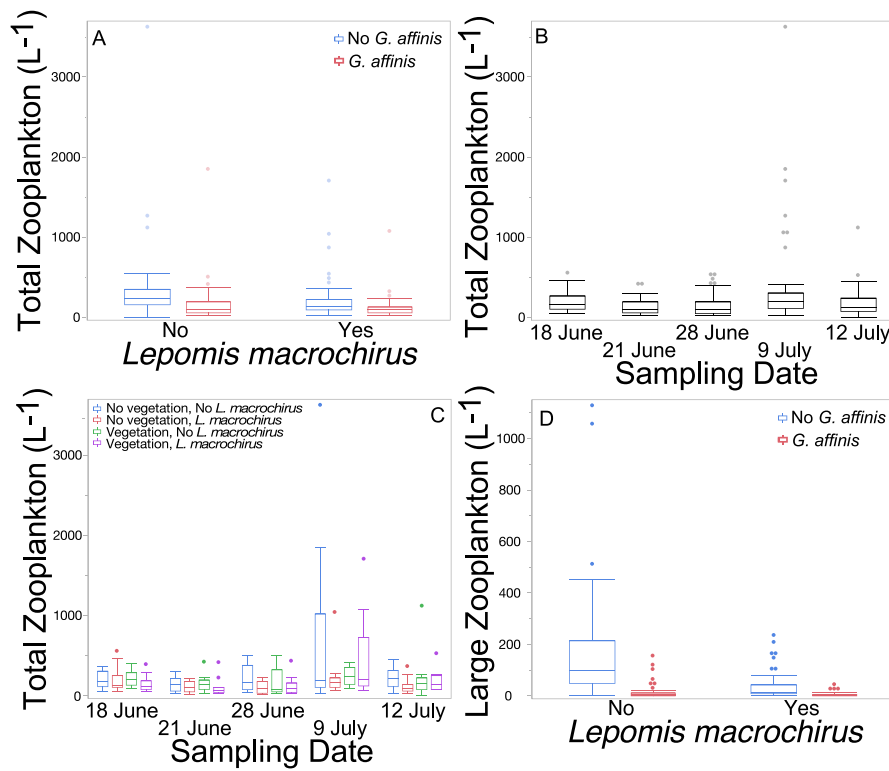 A
No G. affinis
G. affinis
Total Zooplankton (L-1)
3000
2000
1000
0
No Yes
Lepomis macrochirus
B
Total Zooplankton (L-1)
3000
2000
1000
0
18 June 28 June 12 July
21 June 9 July
Sampling Date
C
No vegetation, No L. macrochirus
No vegetation, L. macrochirus
Vegetation, No L. macrochirus
Vegetation, L. macrochirus
Total Zooplankton (L-1)
3000
2000
1000
0
18 June 28 June 12 July
21 June 9 July
Sampling Date
D
No G. affinis
G. affinis
Large Zooplankton (L-1)
1000
800
600
400
200
0
No Yes
Lepomis macrochirus